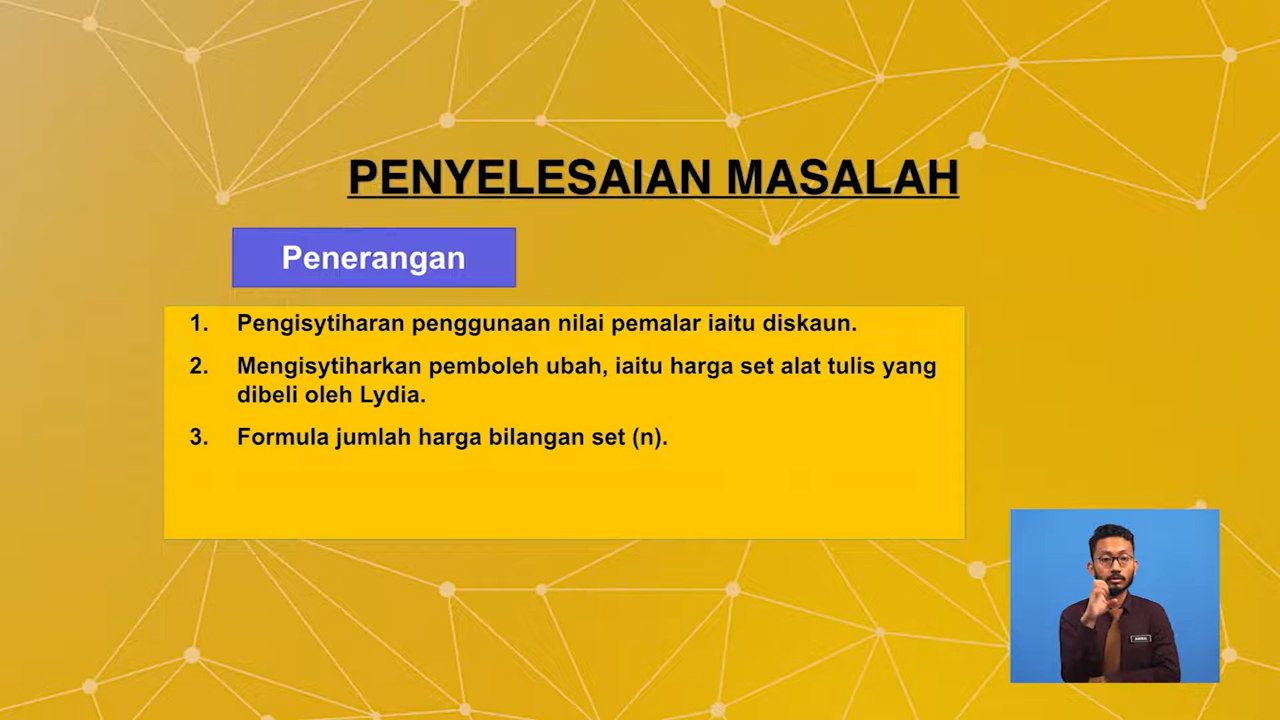 PENYELESAIAN MASALAH
Penerangan
1. Pengisytiharan penggunaan nilai pemalar iaitu diskaun.
2. Mengisytiharkan pemboleh ubah, iaitu harga set alat tulis yang
dibeli oleh Lydia.
3. Formula jumlah harga bilangan set (n).